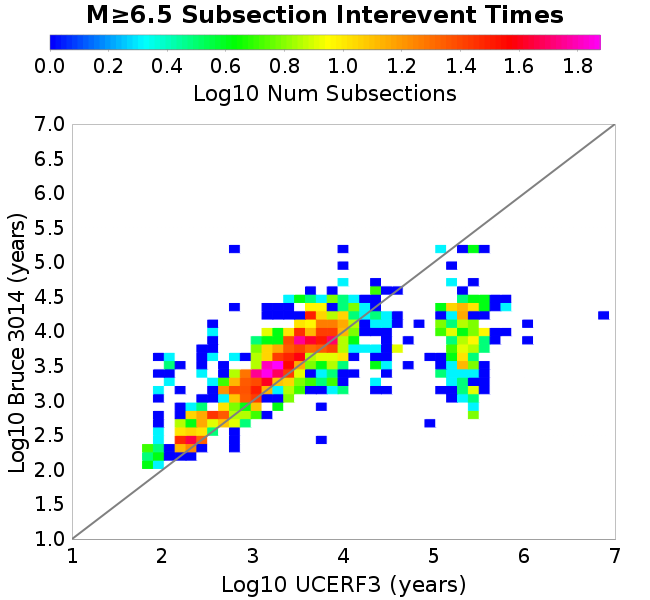 M≥6.5 Subsection Interevent Times
0.0 0.2 0.4 0.6 0.8 1.0 1.2 1.4 1.6 1.8
Log10 Num Subsections
7.0
6.5
6.0
5.5
5.0
4.5
4.0
3.5
3.0
2.5
2.0
1.5
1.0
Log10 Bruce 3014 (years)
1 2 3 4 5 6 7
Log10 UCERF3 (years)